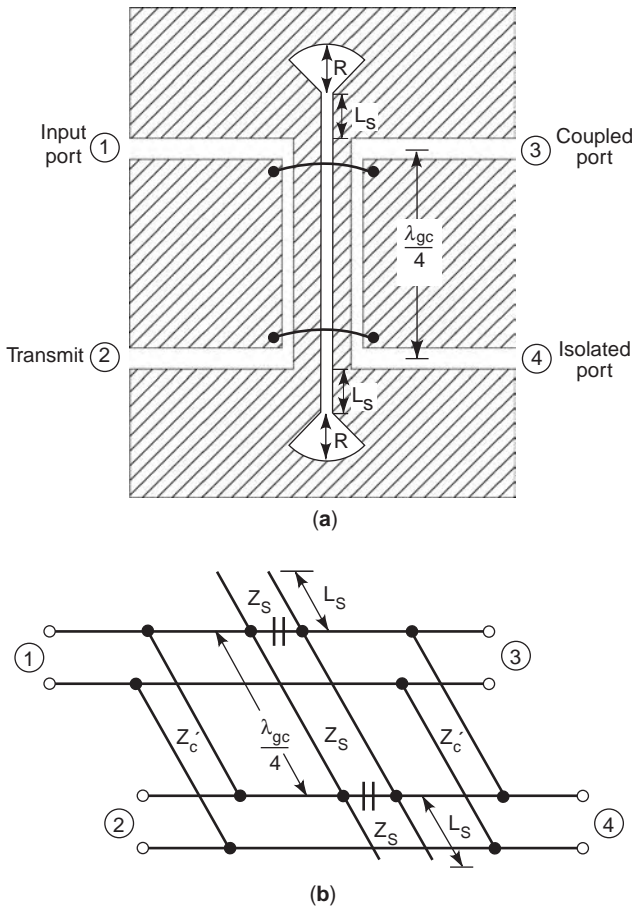 R
L_S
Input port
1
3
Coupled port
λ_gc/4
Transmit
2
4
Isolated port
L_S
R
(a)
Z_S
L_S
1
3
Z_c′
λ_gc/4
Z_S
Z_c′
2
Z_S
L_S
4
(b)